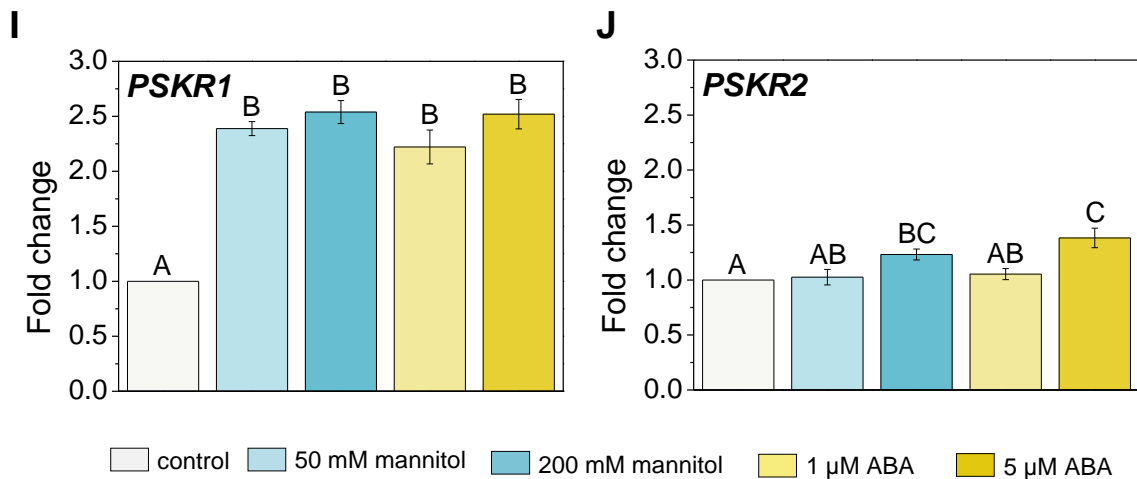 I
J
PSKR1
PSKR2
Fold change
3.0
2.5
2.0
1.5
1.0
0.5
0.0
A
B
B
B
B
Fold change
3.0
2.5
2.0
1.5
1.0
0.5
0.0
A
AB
BC
AB
C
control
50 mM mannitol
200 mM mannitol
1 µM ABA
5 µM ABA